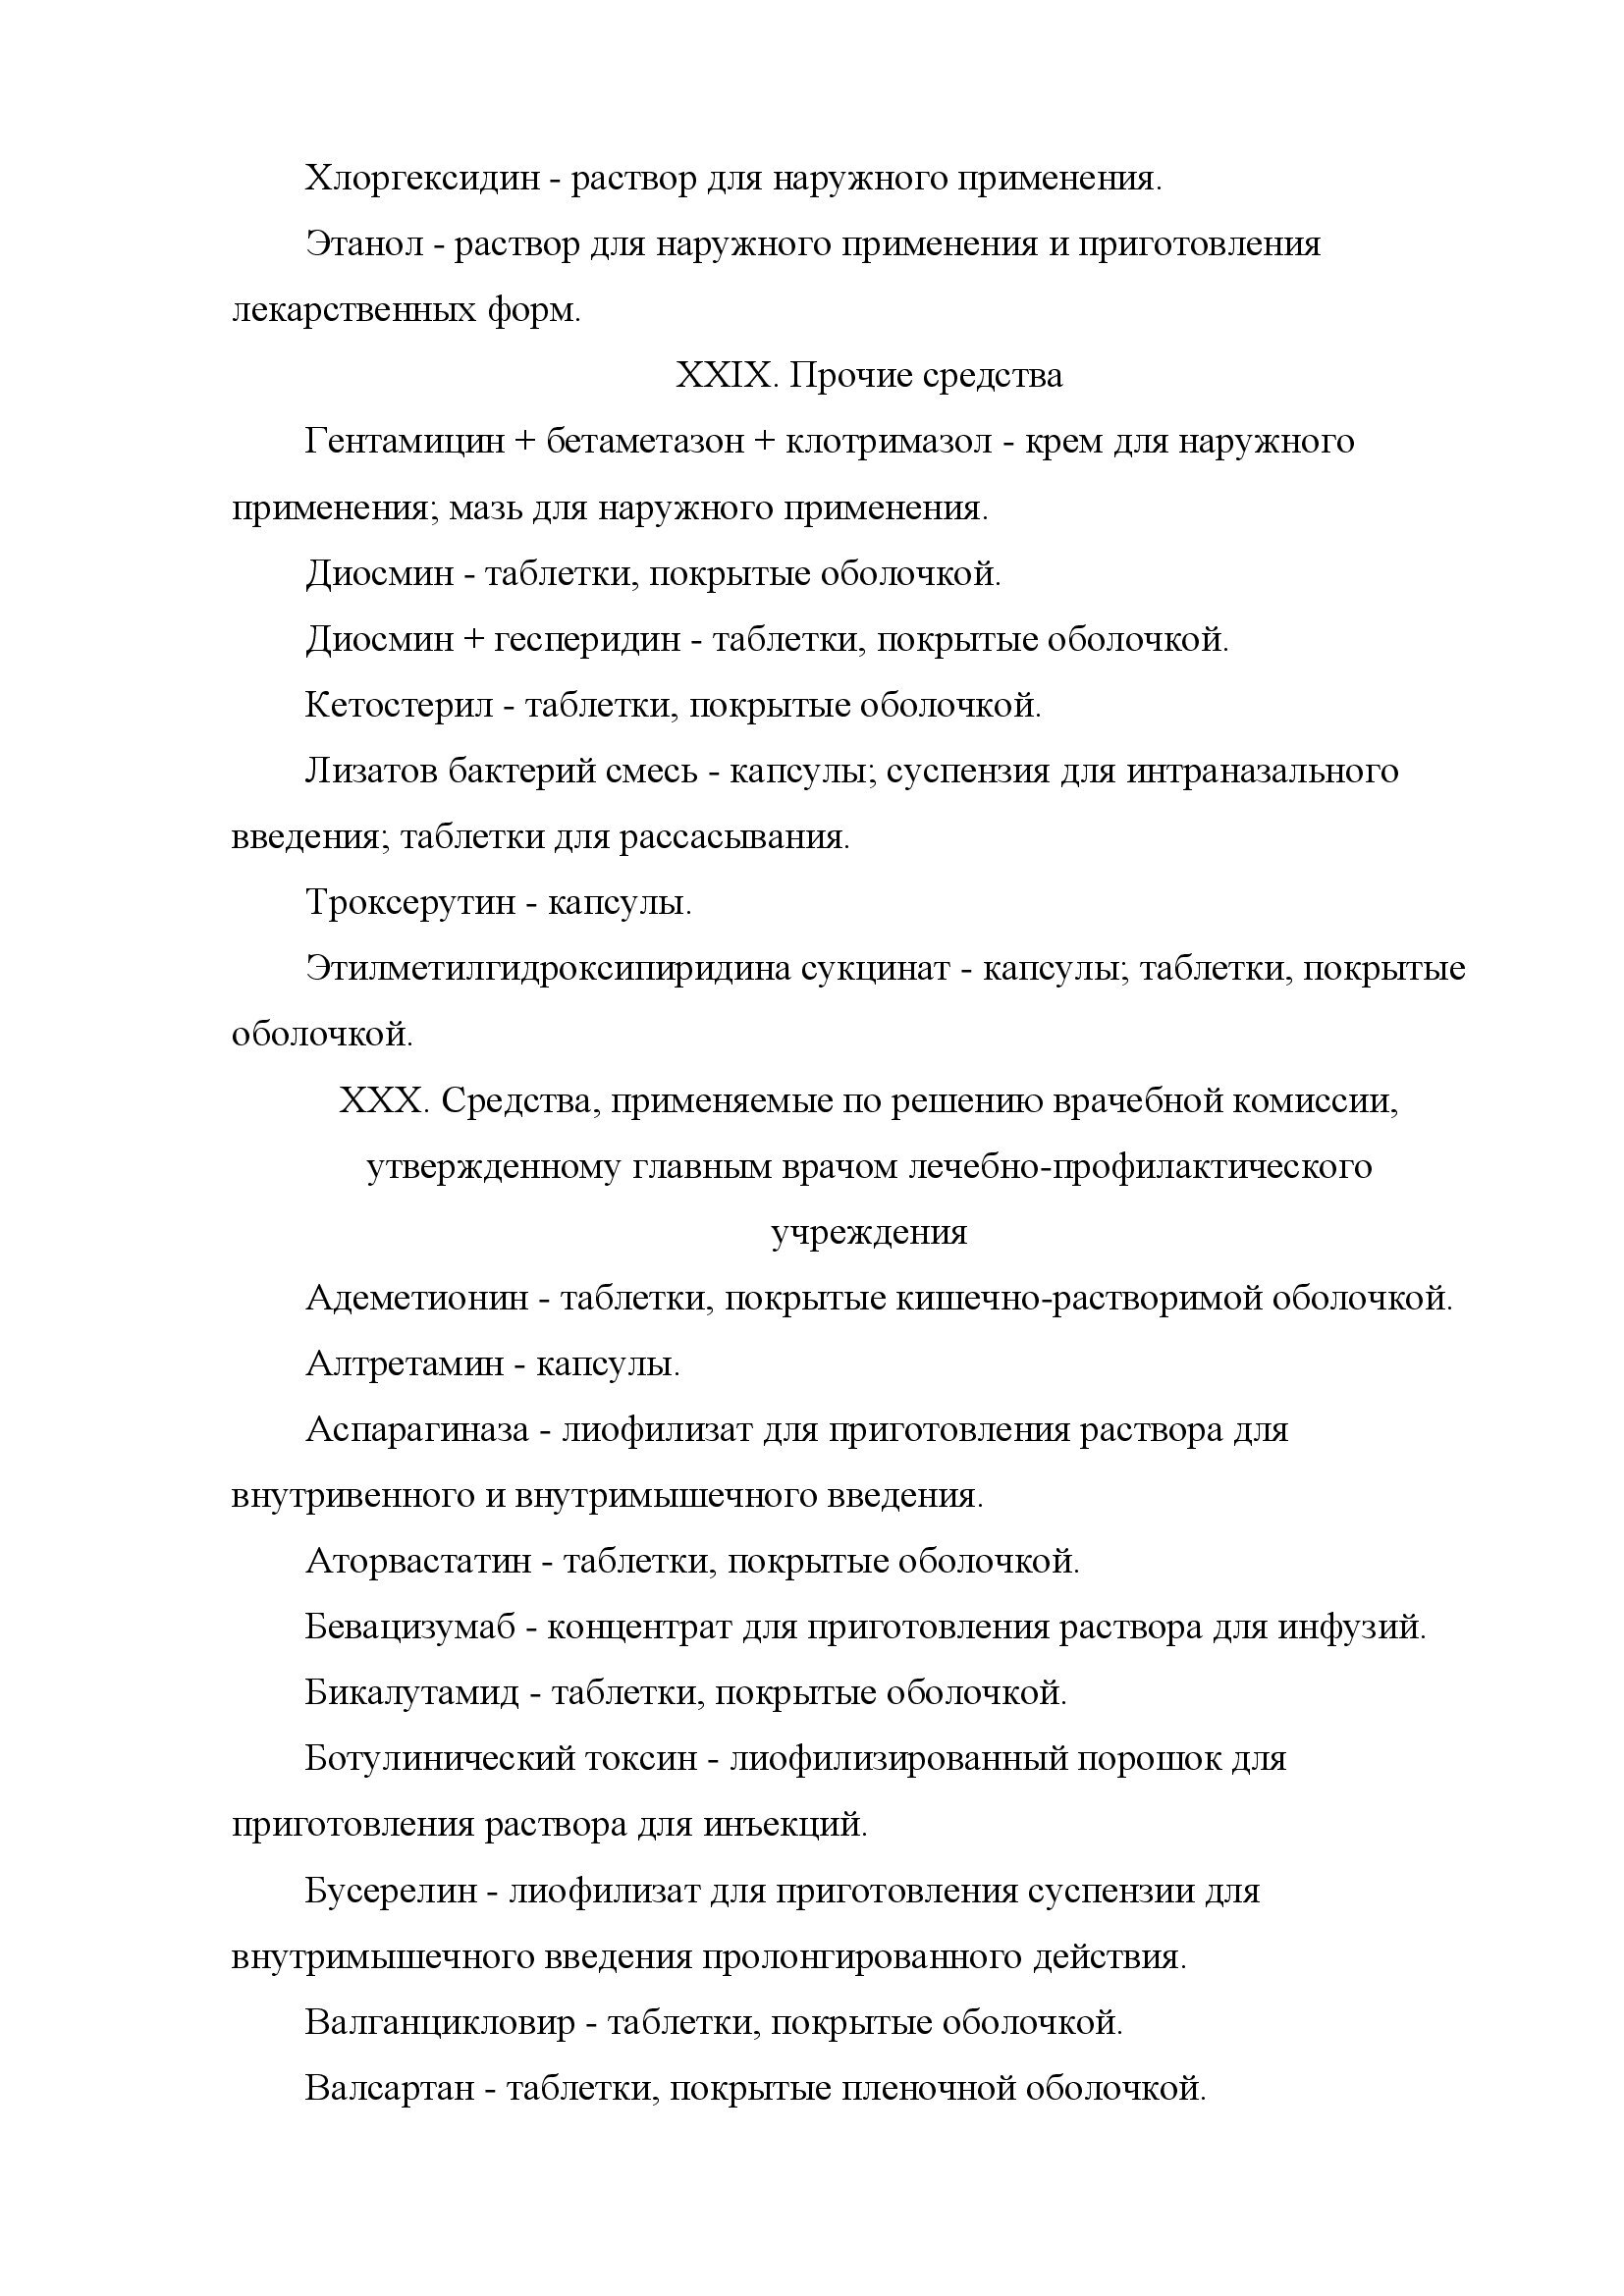 Хлоргексидин - раствор для наружного применения.
Этанол - раствор для наружного применения и приготовления
лекарственных форм.
XXIX. Прочие средства
Гентамицин + бетаметазон + клотримазол - крем для наружного
применения; мазь для наружного применения.
Диосмин - таблетки, покрытые оболочкой.
Диосмин + гесперидин - таблетки, покрытые оболочкой.
Кетостерил - таблетки, покрытые оболочкой.
Лизатов бактерий смесь - капсулы; суспензия для интраназального
введения; таблетки для рассасывания.
Троксерутин - капсулы.
Этилметилгидроксипиридина сукцинат - капсулы; таблетки, покрытые
оболочкой.
XXX. Средства, применяемые по решению врачебной комиссии,
утвержденному главным врачом лечебно-профилактического
учреждения
Адеметионин - таблетки, покрытые кишечно-растворимой оболочкой.
Алтретамин - капсулы.
Аспарагиназа - лиофилизат для приготовления раствора для
внутривенного и внутримышечного введения.
Аторвастатин - таблетки, покрытые оболочкой.
Бевацизумаб - концентрат для приготовления раствора для инфузий.
Бикалутамид - таблетки, покрытые оболочкой.
Ботулинический токсин - лиофилизированный порошок для
приготовления раствора для инъекций.
Бусерелин - лиофилизат для приготовления суспензии для
внутримышечного введения пролонгированного действия.
Валганцикловир - таблетки, покрытые оболочкой.
Валсартан - таблетки, покрытые пленочной оболочкой.